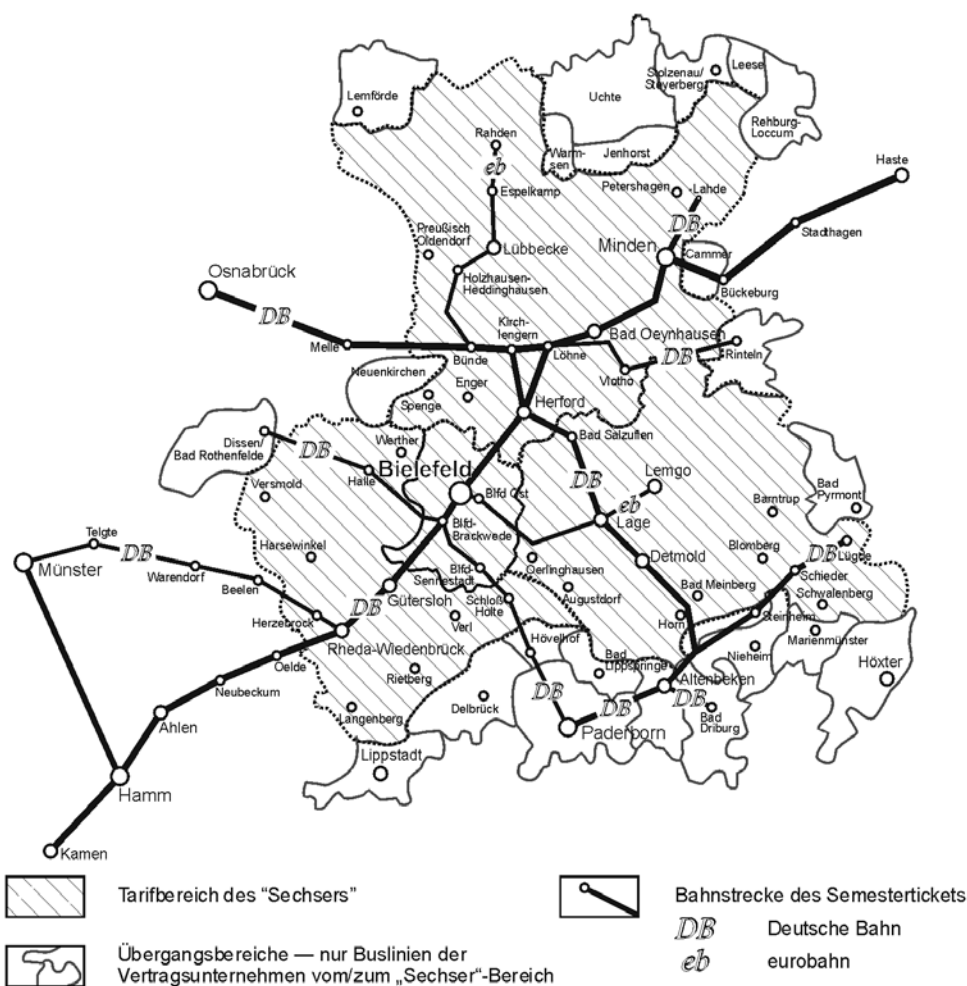 Lemförde
Uchte
Stolzenau/
Steyerberg
Leese
Rehburg-
Loccum
Rahden
Warm-
sen
Jenhorst
Haste
eb
Espelkamp
Petershagen
Lahde
DB
Stadthagen
Preußisch
Oldendorf
Lübbecke
Minden
Cammer
Osnabrück
Holzhausen-
Heddinghausen
Bückeburg
DB
Kirch-
lengern
Bad Oeynhausen
Melle
Bünde
Löhne
DB
Rinteln
Neuenkirchen
Enger
Vlotho
Spenge
Herford
Dissen/
Bad Rothenfelde
DB
Werther
Bad Salzuflen
Bielefeld
Halle
DB
Lemgo
Versmold
Blfd Ost
eb
Barntrup
Bad
Pyrmont
Telgte
Blfd-
Brackwede
Lage
Münster
DB
Harsewinkel
Detmold
Blomberg
DB
Lügde
Warendorf
Blfd-
Sennestadt
Oerlinghausen
Schieder
Beelen
Gütersloh
Schloß
Holte
Augustdorf
Bad Meinberg
Schwalenberg
DB
Herzebrock
Verl
Horn
Steinheim
Rheda-Wiedenbrück
Hövelhof
Marienmünster
Oelde
Bad
Lippspringe
Nieheim
Höxter
Rietberg
Altenbeken
Neubeckum
Delbrück
DB
DB
DB
Ahlen
Langenberg
Bad
Driburg
Paderborn
Lippstadt
Hamm
Kamen
Tarifbereich des "Sechsers"
Bahnstrecke des Semestertickets
DB Deutsche Bahn
eb eurobahn
Übergangsbereiche — nur Buslinien der
Vertragsunternehmen vom/zum „Sechser"-Bereich